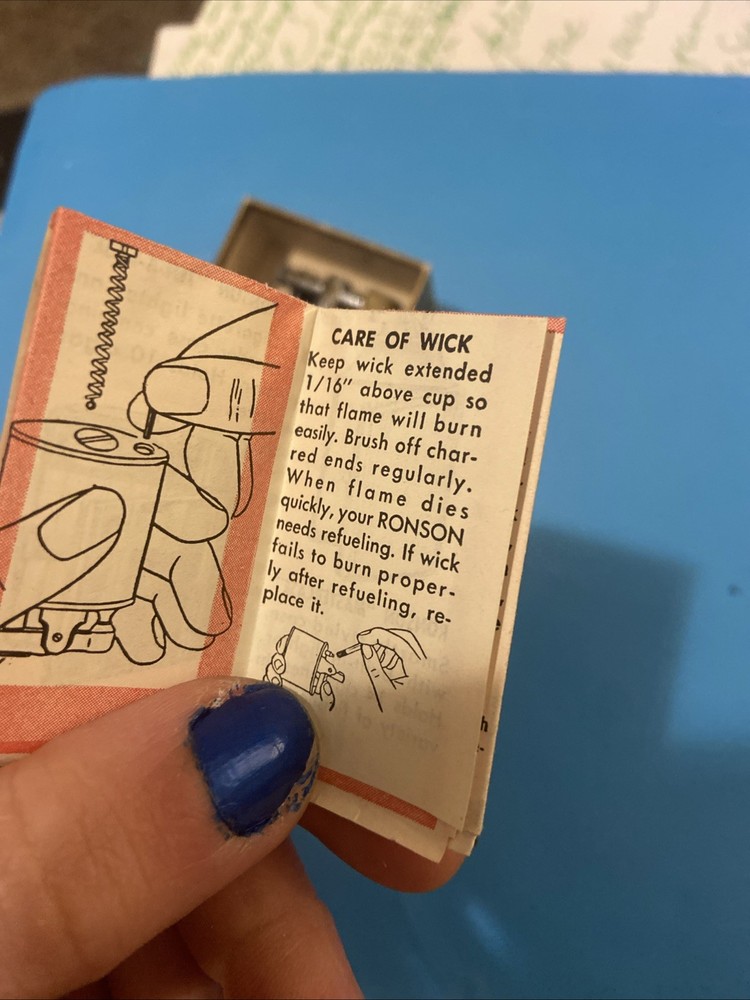 CARE OF WICK
Keep wick extended
1/16" above cup so
that flame will burn
easily. Brush off char-
red ends regularly.
When flame dies
quickly, your RONSON
needs refueling. If wick
fails to burn proper-
ly after refueling, re-
place it.